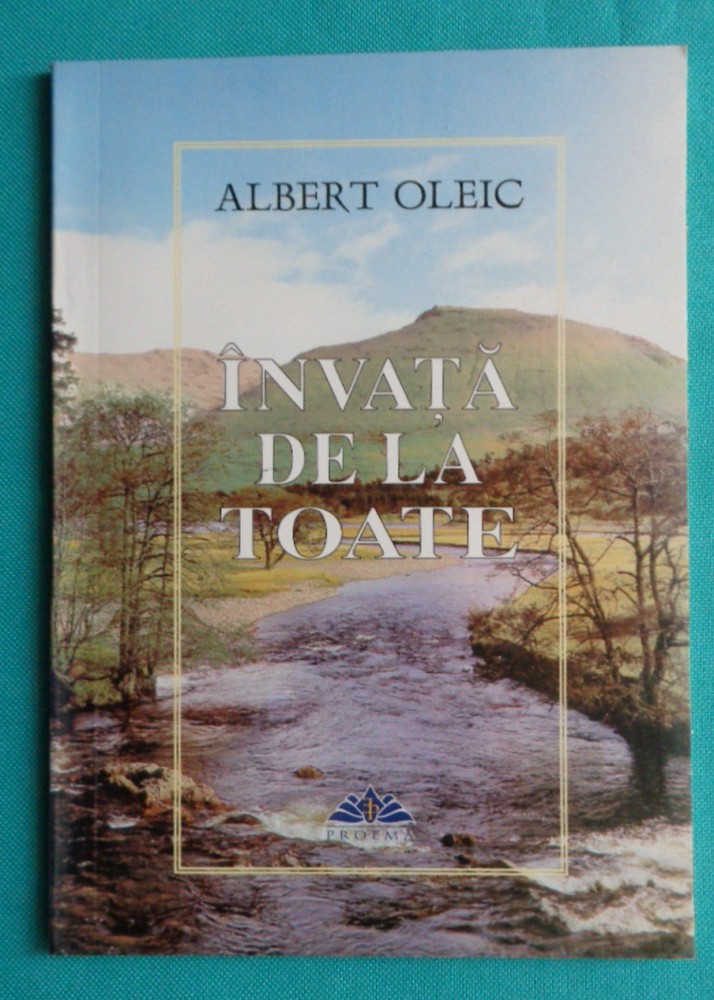 ALBERT OLEIC
ÎNVAȚĂ
DE LA
TOATE
PROEMA